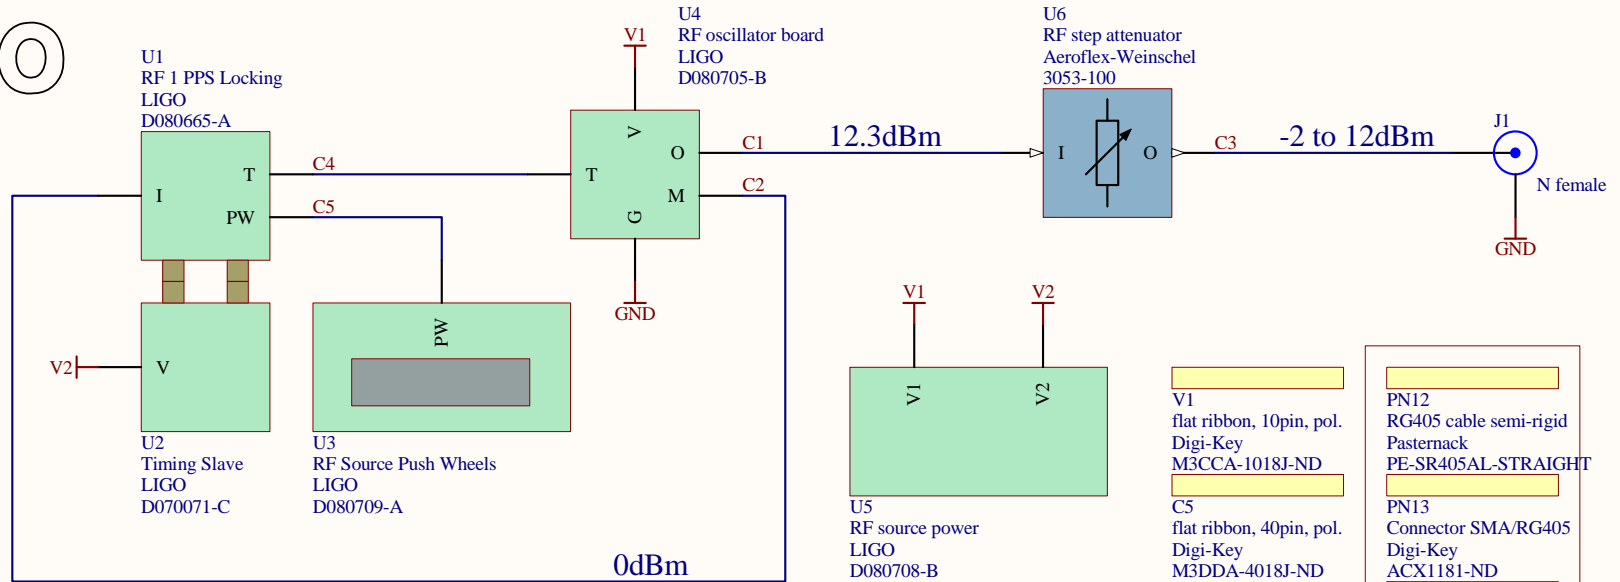 O
U1
RF 1 PPS Locking
LIGO
D080665-A
I
T
PW
C4
C5
V2
V
U2
Timing Slave
LIGO
D070071-C
PW
U3
RF Source Push Wheels
LIGO
D080709-A
V1
U4
RF oscillator board
LIGO
D080705-B
V
T
O
M
G
GND
C1
12.3dBm
C2
0dBm
U6
RF step attenuator
Aeroflex-Weinschel
3053-100
I
O
C3
-2 to 12dBm
J1
N female
GND
V1
V2
V1
V2
U5
RF source power
LIGO
D080708-B
V1
flat ribbon, 10pin, pol.
Digi-Key
M3CCA-1018J-ND
C5
flat ribbon, 40pin, pol.
Digi-Key
M3DDA-4018J-ND
PN12
RG405 cable semi-rigid
Pasternack
PE-SR405AL-STRAIGHT
PN13
Connector SMA/RG405
Digi-Key
ACX1181-ND